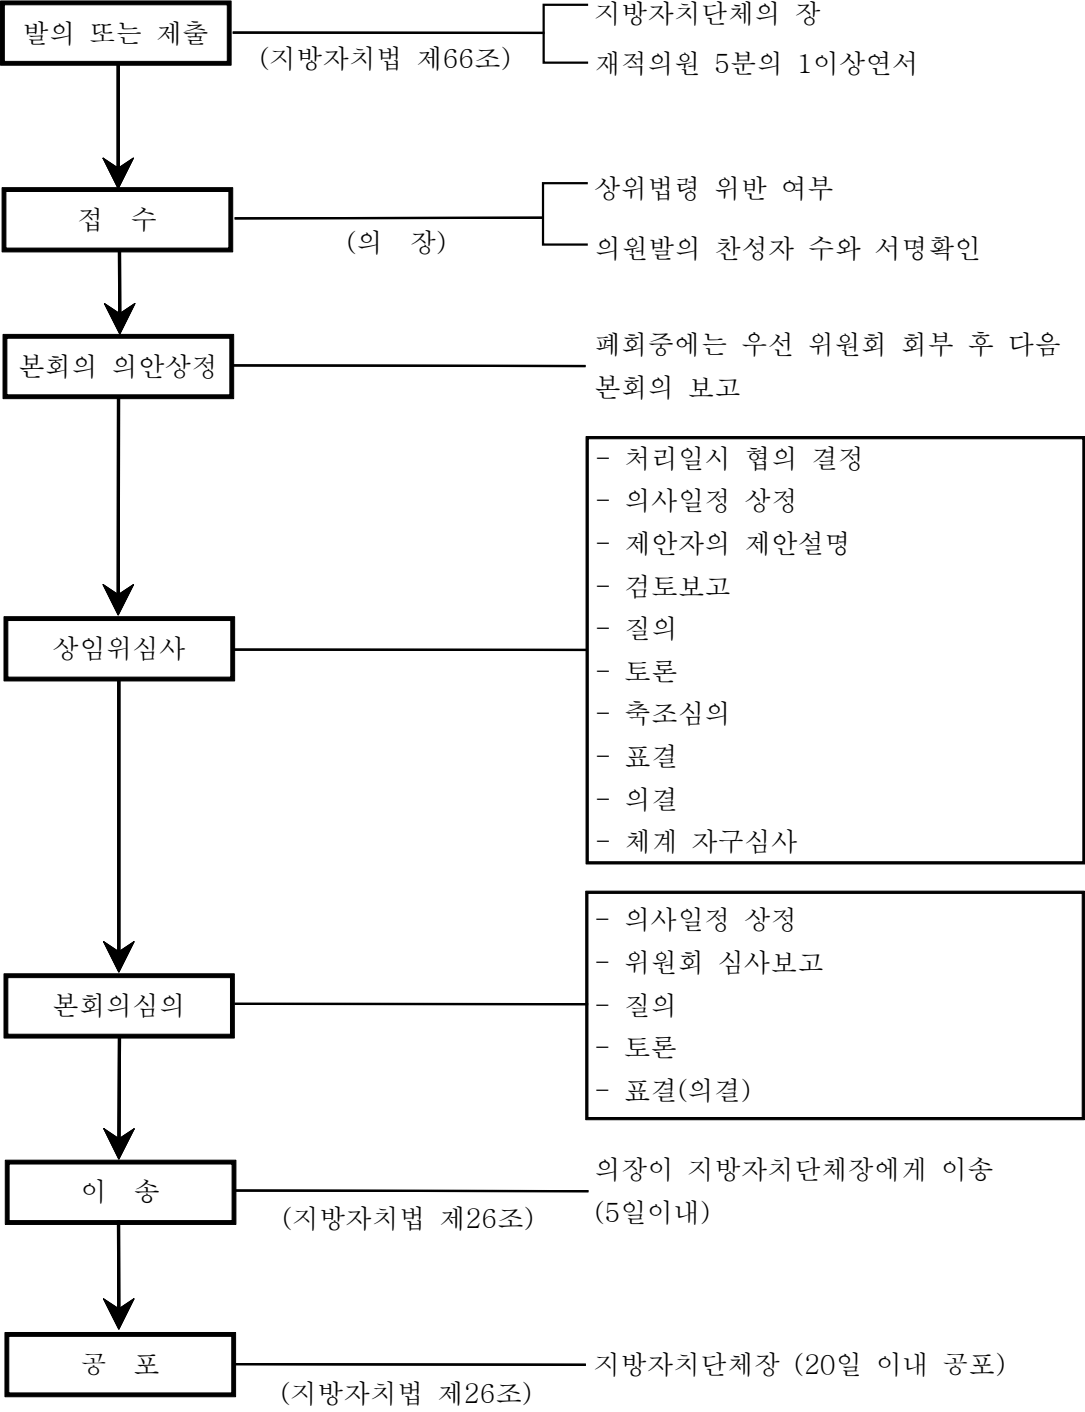 발의 또는 제출
(지방자치법 제66조)
지방자치단체의 장
재적의원 5분의 1이상연서
접 수
(의 장)
상위법령 위반 여부
의원발의 찬성자 수와 서명확인
본회의 의안상정
폐회중에는 우선 위원회 회부 후 다음
본회의 보고
상임위심사
- 처리일시 협의 결정
- 의사일정 상정
- 제안자의 제안설명
- 검토보고
- 질의
- 토론
- 축조심의
- 표결
- 의결
- 체계 자구심사
본회의심의
- 의사일정 상정
- 위원회 심사보고
- 질의
- 토론
- 표결(의결)
이 송
(지방자치법 제26조)
의장이 지방자치단체장에게 이송
(5일이내)
공 포
(지방자치법 제26조)
지방자치단체장 (20일 이내 공포)